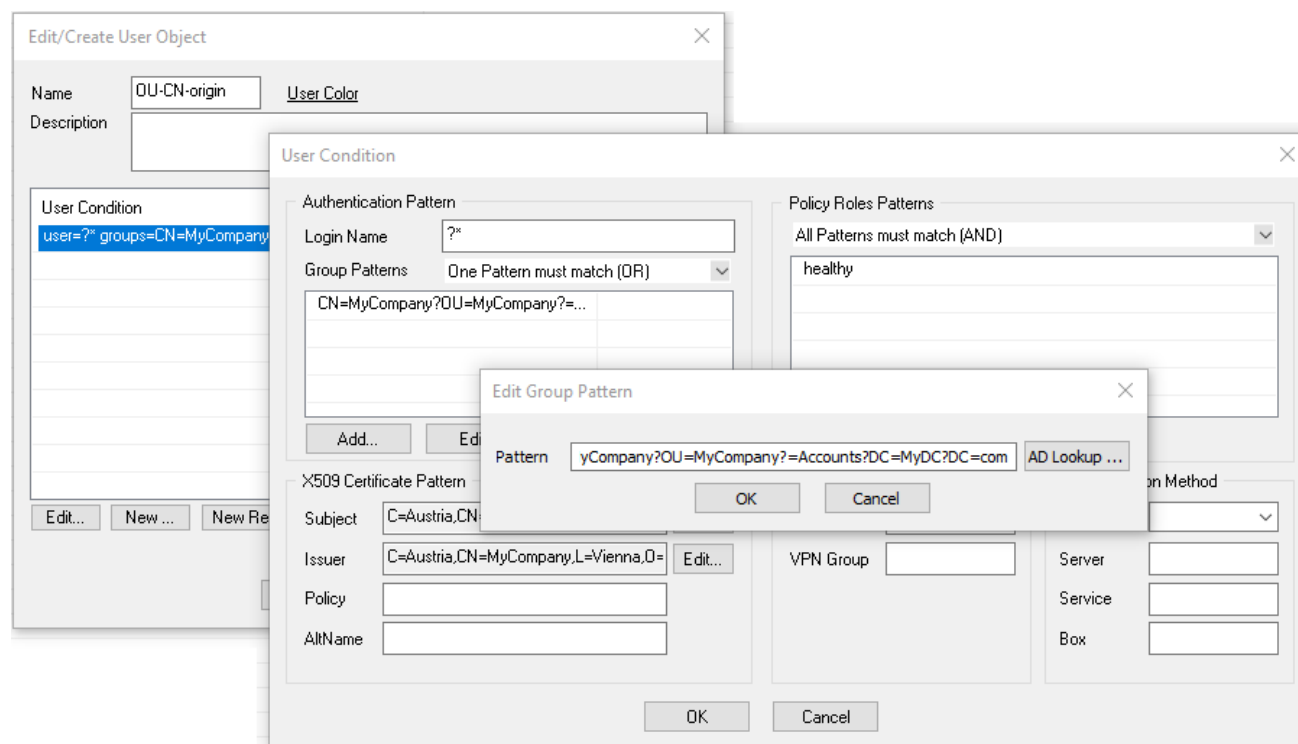 Edit/Create User Object
Name OU-CN-origin User Color
Description
User Condition
user=?* groups=CN=MyCompany
Edit... New ... New Re
User Condition
Authentication Pattern
Login Name ?*
Group Patterns One Pattern must match (OR)
CN=MyCompany?OU=MyCompany?=...
Add... Edi
Policy Roles Patterns
All Patterns must match (AND)
healthy
Edit Group Pattern
Pattern yCompany?OU=MyCompany?=Accounts?DC=MyDC?DC=com AD Lookup ...
OK Cancel
X509 Certificate Pattern
Subject C=Austria,CN=
Issuer C=Austria,CN=MyCompany,L=Vienna,O= Edit...
Policy
AltName
VPN Group
on Method
Server
Service
Box
OK Cancel